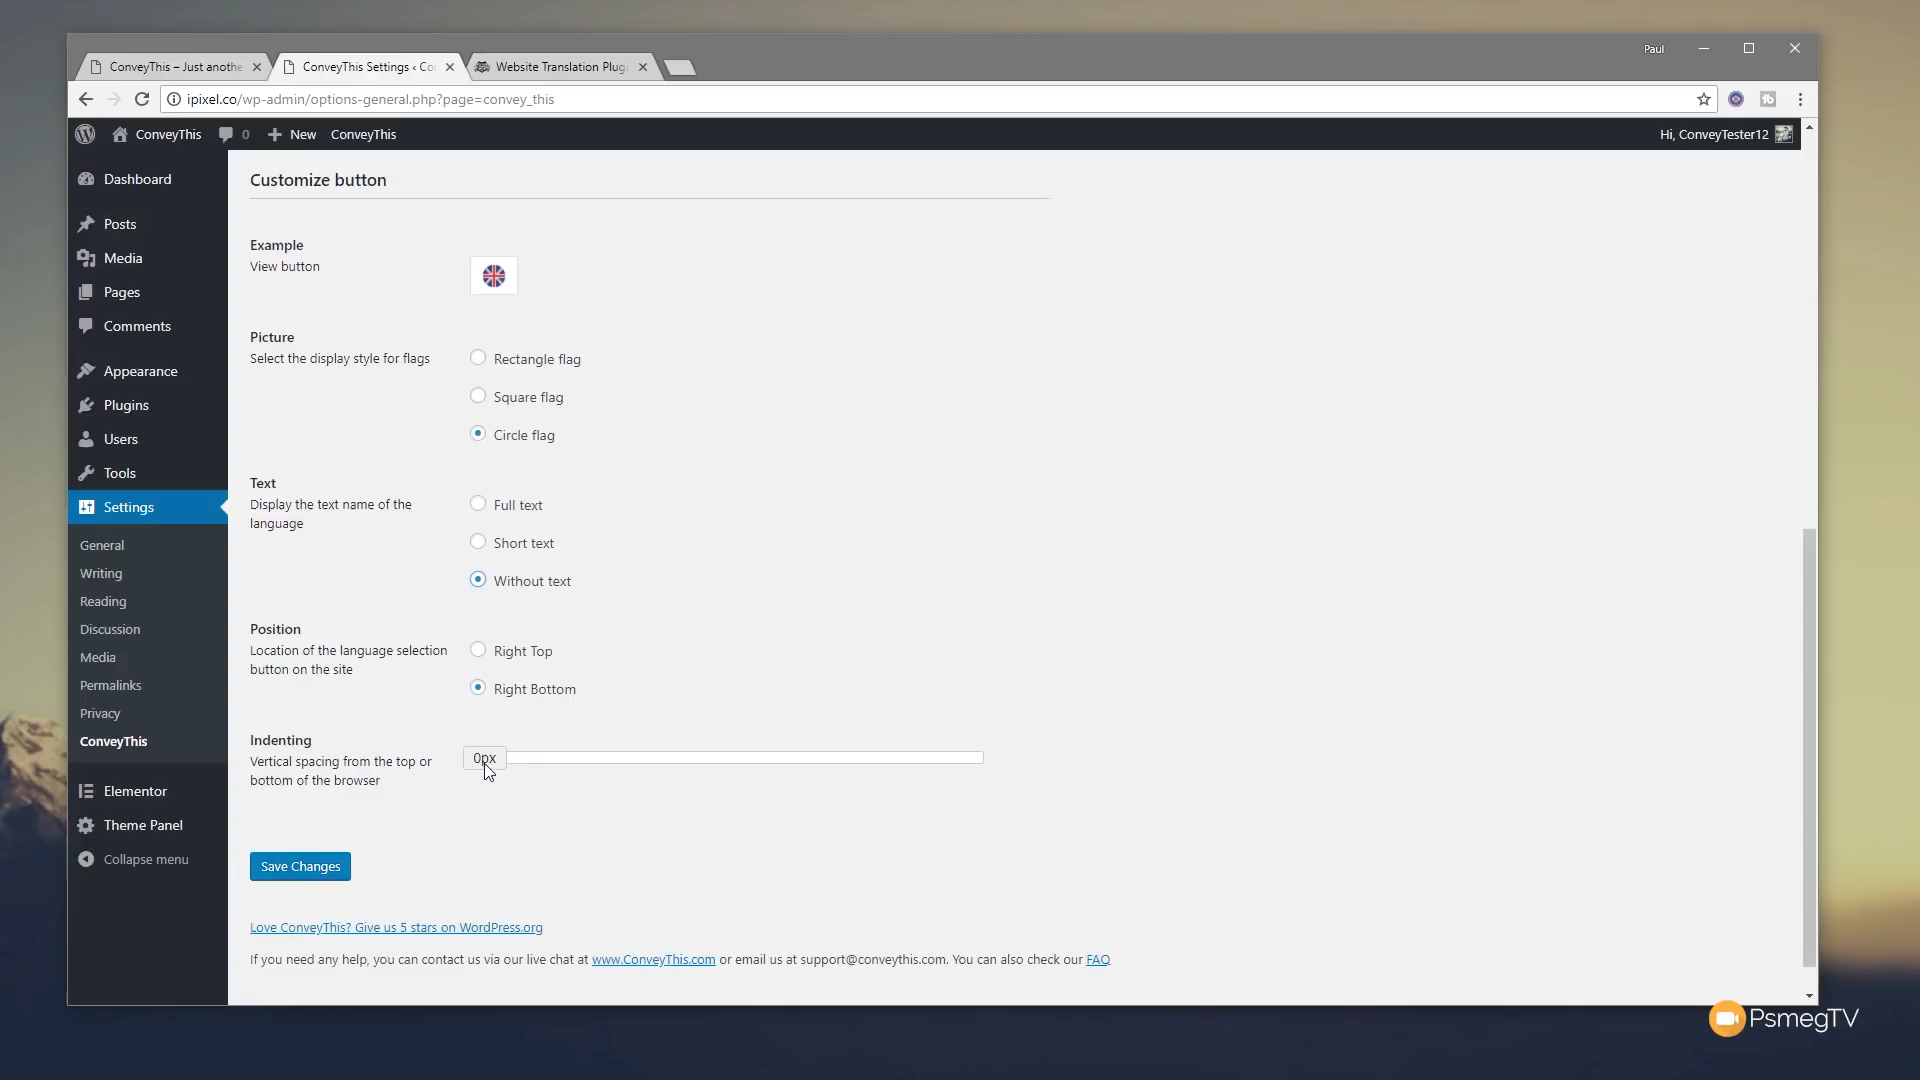 Paul
ConveyThis – Just anothe
ConveyThis Settings ‹ Co
Website Translation Plug
ipixel.co/wp-admin/options-general.php?page=convey_this
ConveyThis
0
New
ConveyThis
Hi, ConveyTester12
Dashboard
Posts
Media
Pages
Comments
Appearance
Plugins
Users
Tools
Settings
General
Writing
Reading
Discussion
Media
Permalinks
Privacy
ConveyThis
Elementor
Theme Panel
Collapse menu
Customize button
Example
View button
Picture
Select the display style for flags
Rectangle flag
Square flag
Circle flag
Text
Display the text name of the
language
Full text
Short text
Without text
Position
Location of the language selection
button on the site
Right Top
Right Bottom
Indenting
Vertical spacing from the top or
bottom of the browser
0px
Save Changes
Love ConveyThis? Give us 5 stars on WordPress.org
If you need any help, you can contact us via our live chat at www.ConveyThis.com or email us at support@conveythis.com. You can also check our FAQ
PsmegTV